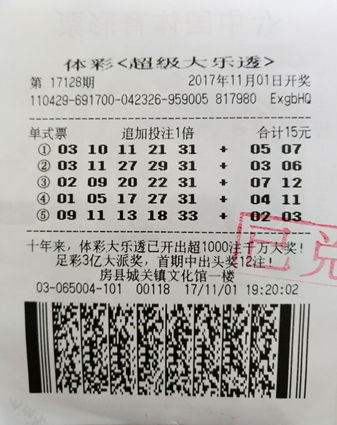 体彩<超级大乐透>
第 17128期 2017年11月01日开奖
110429-691700-042326-959005 817980 ExgbHQ
单式票 追加投注1倍 合计15元
① 03 10 11 21 31 + 05 07
② 03 11 27 29 31 + 03 06
③ 02 09 20 22 31 + 07 12
④ 01 05 17 27 31 + 04 11
⑤ 09 11 13 18 33 + 02 03
已兑
十年来，体彩大乐透已开出超1000注千万大奖！
足彩3亿大派奖，首期中出头奖12注！
房县城关镇文化馆一楼
03-065004-101 00118 17/11/01 19:20:02